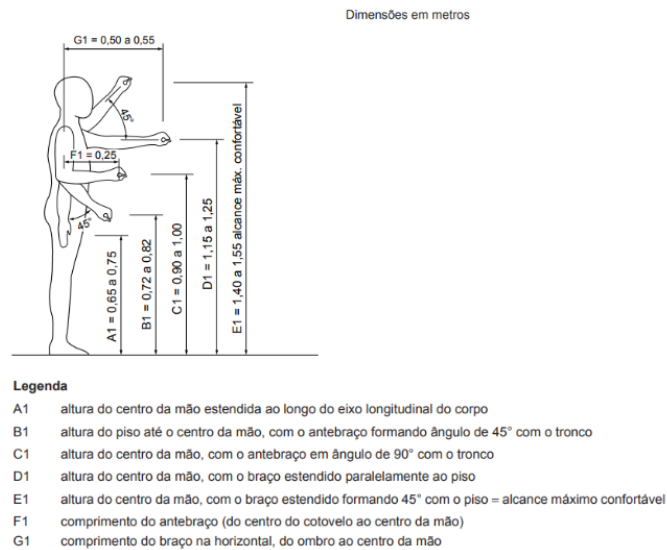 Dimensões em metros
G1 = 0,50 a 0,55
45°
F1 = 0,25
45°
A1 = 0,65 a 0,75
B1 = 0,72 a 0,82
C1 = 0,90 a 1,00
D1 = 1,15 a 1,25
E1 = 1,40 a 1,55 alcance máx. confortável
Legenda
A1 altura do centro da mão estendida ao longo do eixo longitudinal do corpo
B1 altura do piso até o centro da mão, com o antebraço formando ângulo de 45° com o tronco
C1 altura do centro da mão, com o antebraço em ângulo de 90° com o tronco
D1 altura do centro da mão, com o braço estendido paralelamente ao piso
E1 altura do centro da mão, com o braço estendido formando 45° com o piso = alcance máximo confortável
F1 comprimento do antebraço (do centro do cotovelo ao centro da mão)
G1 comprimento do braço na horizontal, do ombro ao centro da mão